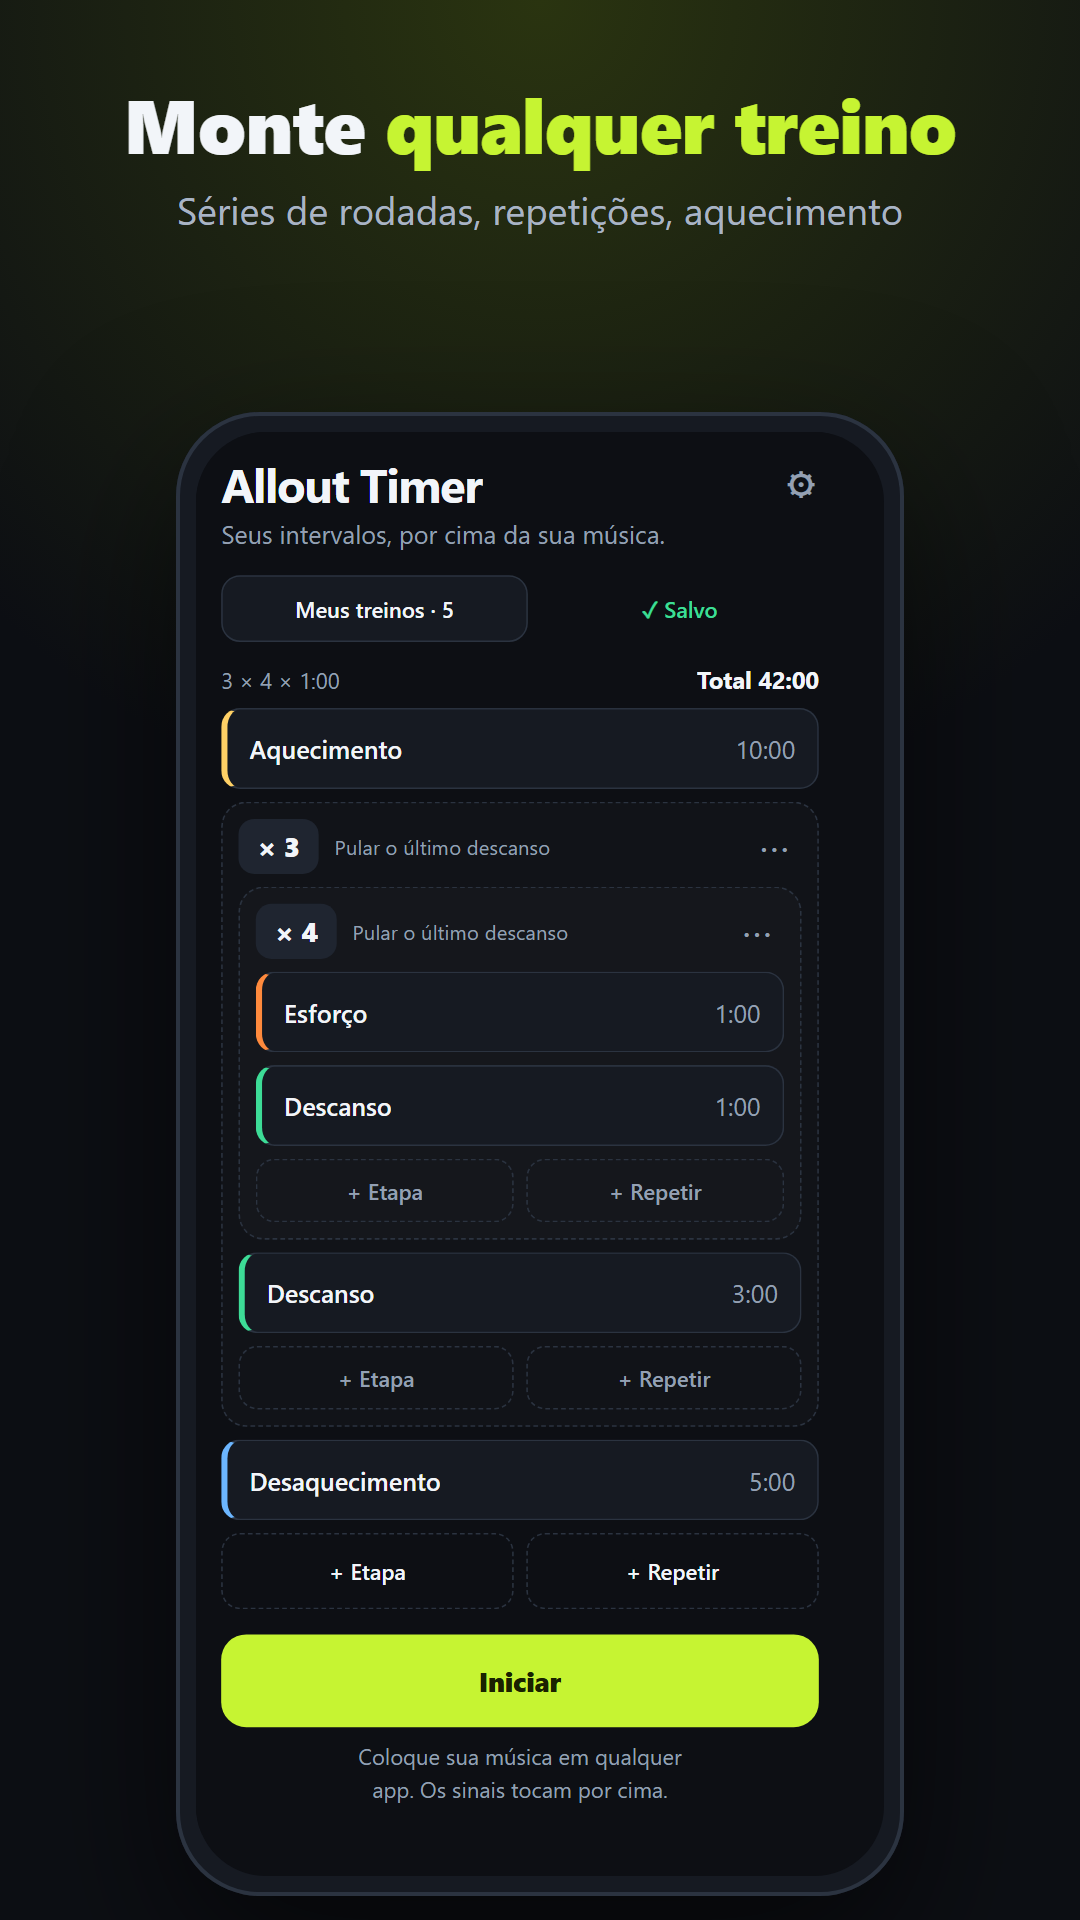 Monte qualquer treino
Séries de rodadas, repetições, aquecimento
Allout Timer
⚙
Seus intervalos, por cima da sua música.
Meus treinos · 5
✓ Salvo
3 × 4 × 1:00
Total 42:00
Aquecimento
10:00
× 3
Pular o último descanso
···
× 4
Pular o último descanso
···
Esforço
1:00
Descanso
1:00
+ Etapa
+ Repetir
Descanso
3:00
+ Etapa
+ Repetir
Desaquecimento
5:00
+ Etapa
+ Repetir
Iniciar
Coloque sua música em qualquer
app. Os sinais tocam por cima.